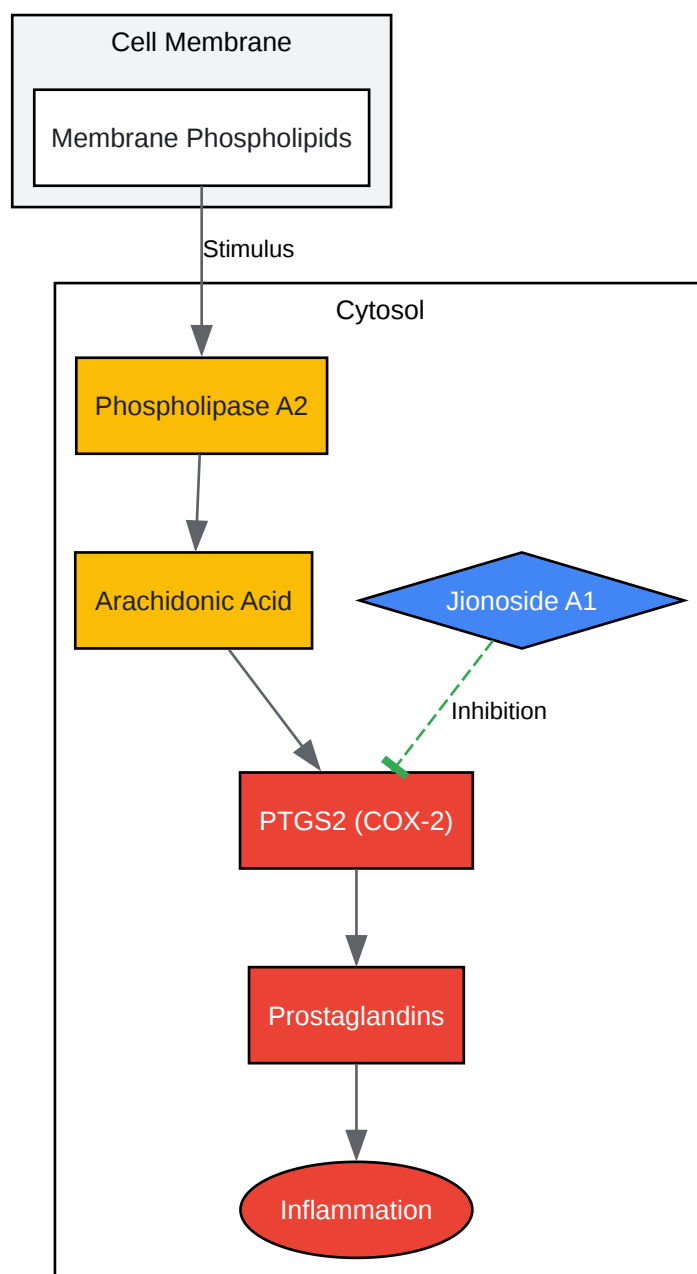 Cell Membrane
Membrane Phospholipids
Stimulus
Cytosol
Phospholipase A2
Arachidonic Acid
Jionoside A1
Inhibition
PTGS2 (COX-2)
Prostaglandins
Inflammation